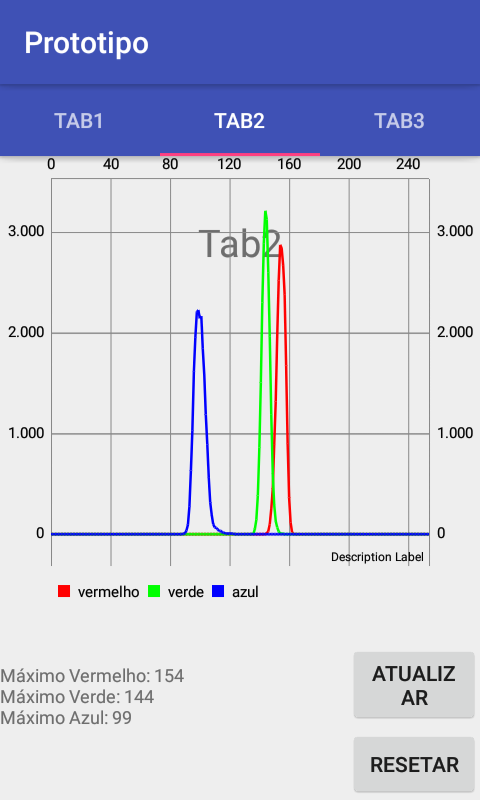 Prototipo
TAB1 TAB2 TAB3
0 40 80 120 160 200 240
3.000 3.000
Tab2
2.000 2.000
1.000 1.000
0 0
Description Label
vermelho verde azul
Máximo Vermelho: 154
Máximo Verde: 144
Máximo Azul: 99
ATUALIZ
AR
RESETAR